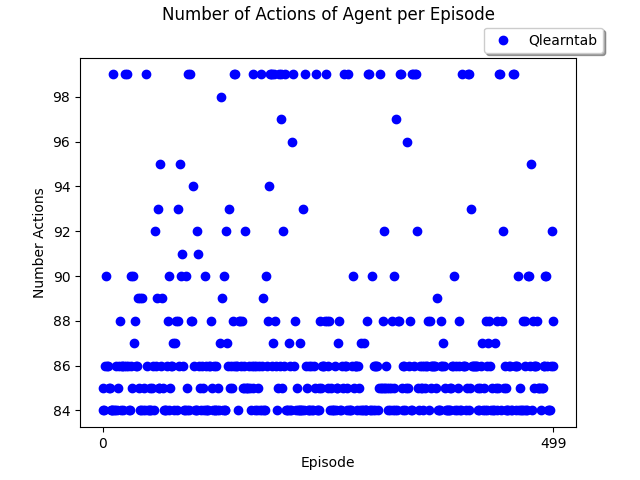 Number of Actions of Agent per Episode
Qlearntab
98
96
94
92
90
88
86
84
Number Actions
0
499
Episode